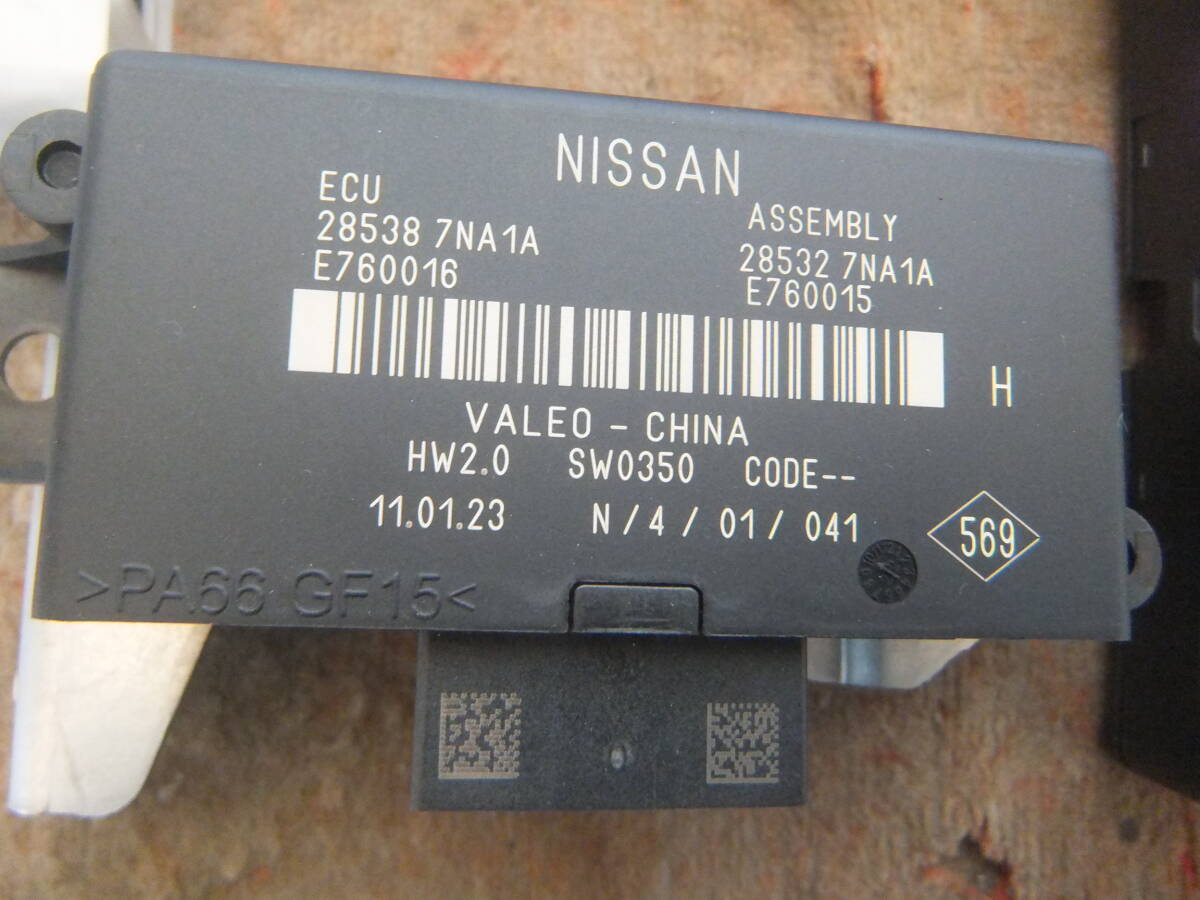 NISSAN
ECU
28538 7NA1A
E760016
ASSEMBLY
28532 7NA1A
E760015
H
VALEO - CHINA
HW2.0 SW0350 CODE--
11.01.23 N / 4 / 01 / 041
569
>PA66 GF15<